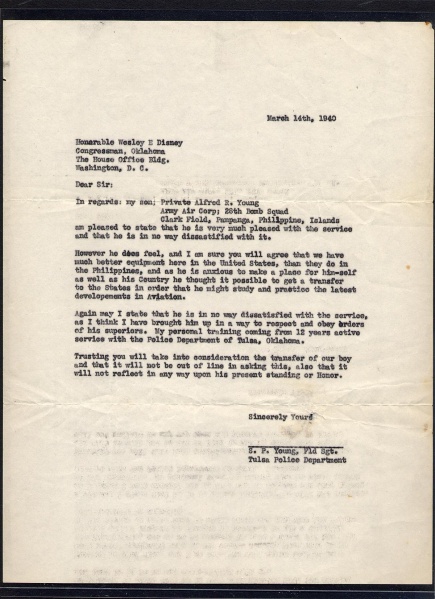 March 14th, 1940
Honorable Wesley E Disney
Congressman, Oklahoma
The House Office Bldg.
Washington, D. C.
Dear Sir:
In regards: my son; Private Alfred R. Young
Army Air Corp; 28th Bomb Squad
Clark Field, Pampanga, Philippine, Islands
am pleased to state that he is very much pleased with the service
and that he is in no way dissastified with it.
However he does feel, and I am sure you will agree that we have
much better equipment here in the United States, than they do in
the Philippines, and as he is anxious to make a place for him-self
as well as his Country he thought it possible to get a transfer
to the States in order that he might study and practice the latest
developements in Aviation.
Again may I state that he is in no way dissatisfied with the service,
as I think I have brought him up in a way to respect and obey orders
of his superiors. My personal training coming from 12 years active
service with the Police Department of Tulsa, Oklahoma.
Trusting you will take into consideration the transfer of our boy
and that it will not be out of line in asking this, also that it
will not reflect in any way upon his present standing or Honor.
Sincerely Yours
P. Young, Fld Sgt.
Tulsa Police Department